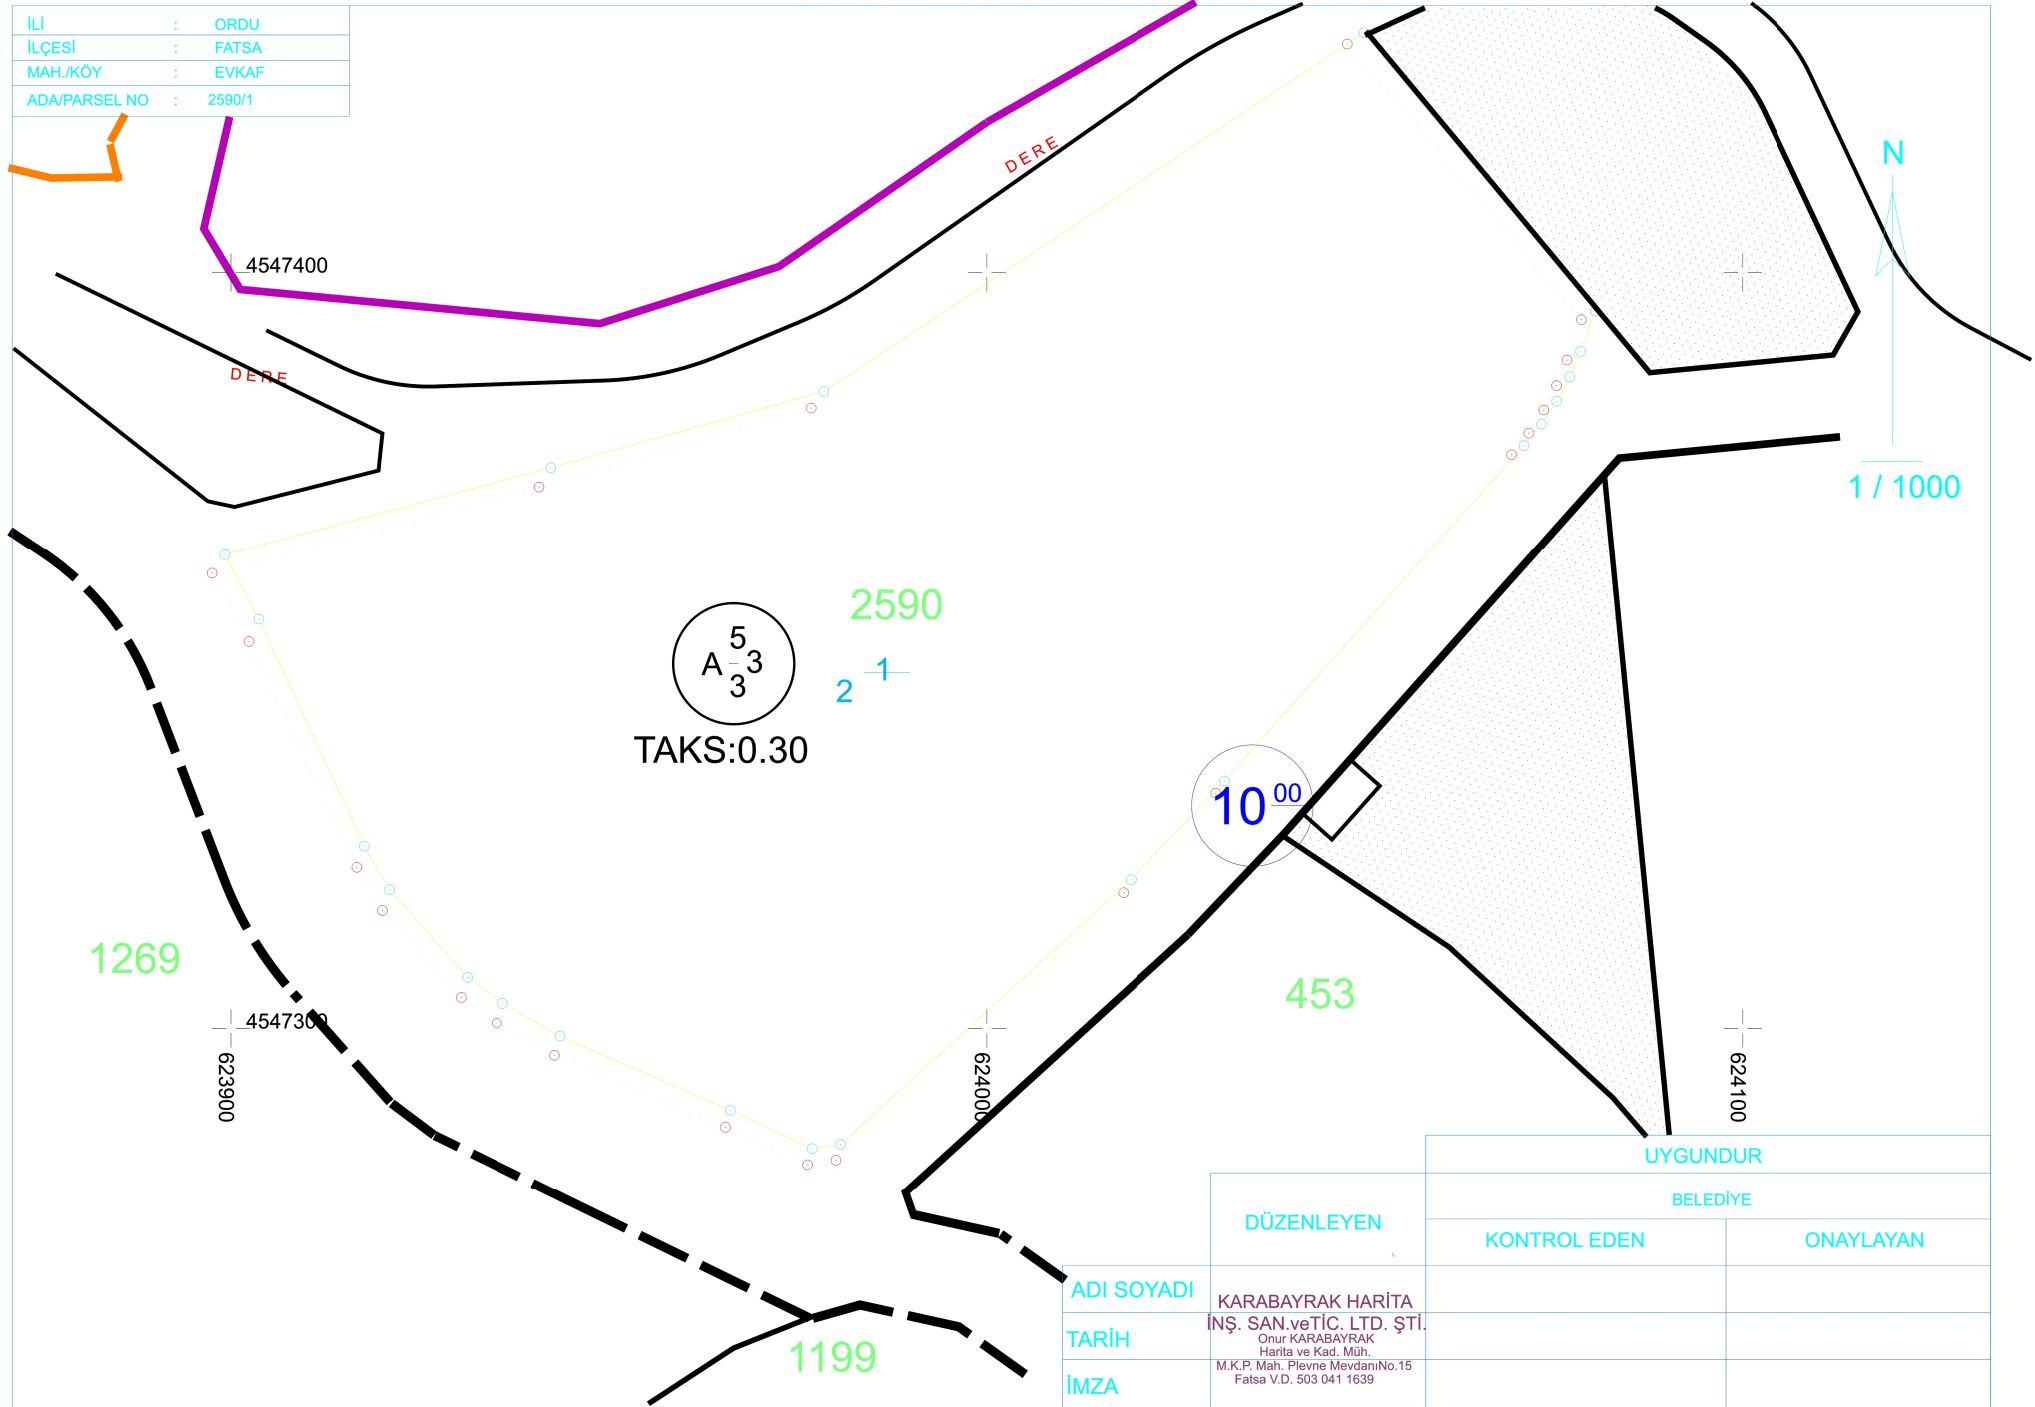 İLİ : ORDU
İLÇESİ : FATSA
MAH./KÖY : EVKAF
ADA/PARSEL NO : 2590/1
DERE
N
4547400
DERE
1 / 1000
2590
5
A 3
3
1
2
TAKS:0.30
10 00
1269
453
4547300
623900
624000
624100
UYGUNDUR
BELEDİYE
DÜZENLEYEN
KONTROL EDEN
ONAYLAYAN
ADI SOYADI
KARABAYRAK HARİTA
İNŞ. SAN.veTİC. LTD. ŞTİ.
Onur KARABAYRAK
Harita ve Kad. Müh.
M.K.P. Mah. Plevne MevdanıNo.15
Fatsa V.D. 503 041 1639
TARİH
İMZA
1199